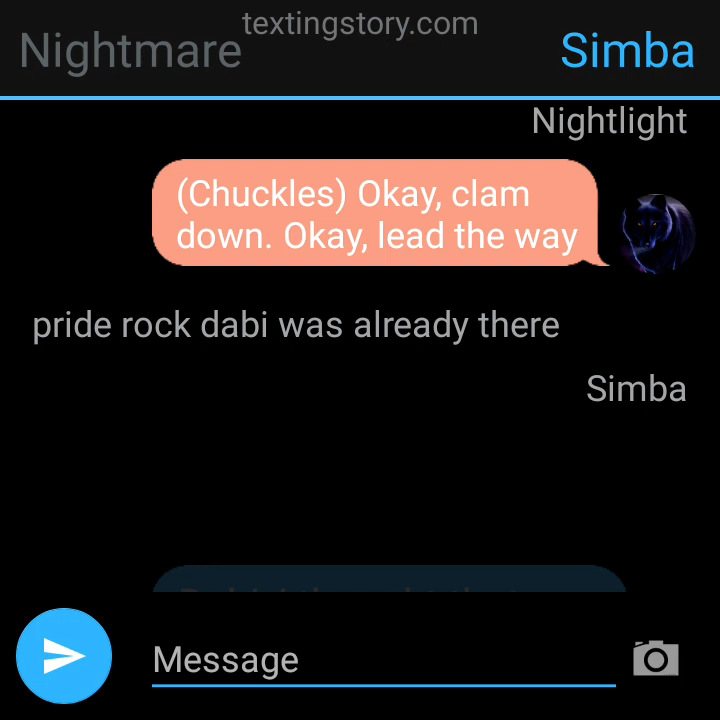 textingstory.com
Nightmare
Simba
Nightlight
(Chuckles) Okay, clam
down. Okay, lead the way
pride rock dabi was already there
Simba
Message